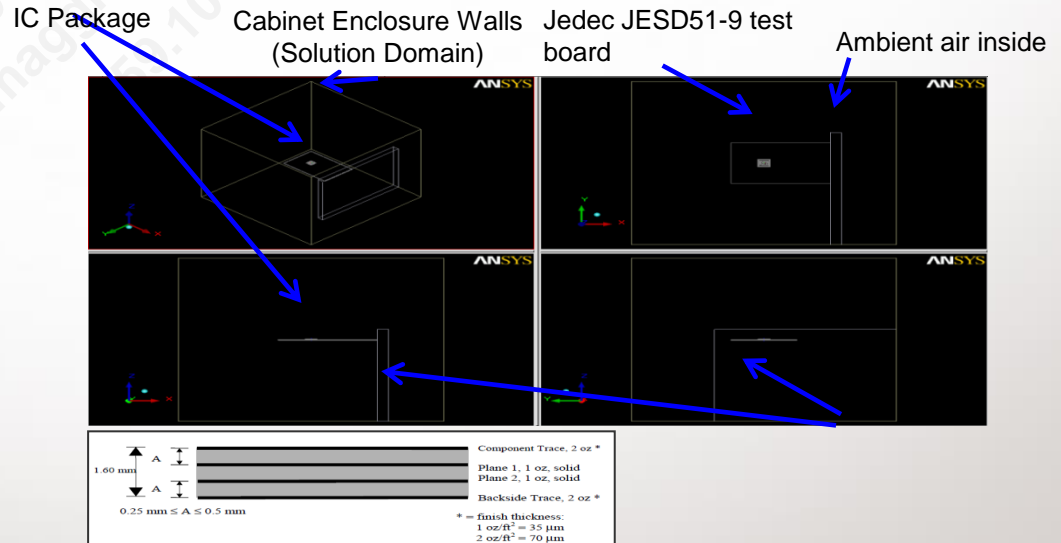 IC Package
Cabinet Enclosure Walls
(Solution Domain)
Jedec JESD51-9 test
board
Ambient air inside
ANSYS
ANSYS
Z
Y
X
Y
X
ANSYS
ANSYS
Z
X
Y
Z
1.60 mm
A
A
0.25 mm ≤ A ≤ 0.5 mm
Component Trace, 2 oz *
Plane 1, 1 oz, solid
Plane 2, 1 oz, solid
Backside Trace, 2 oz *
* = finish thickness:
1 oz/ft² = 35 μm
2 oz/ft² = 70 μm